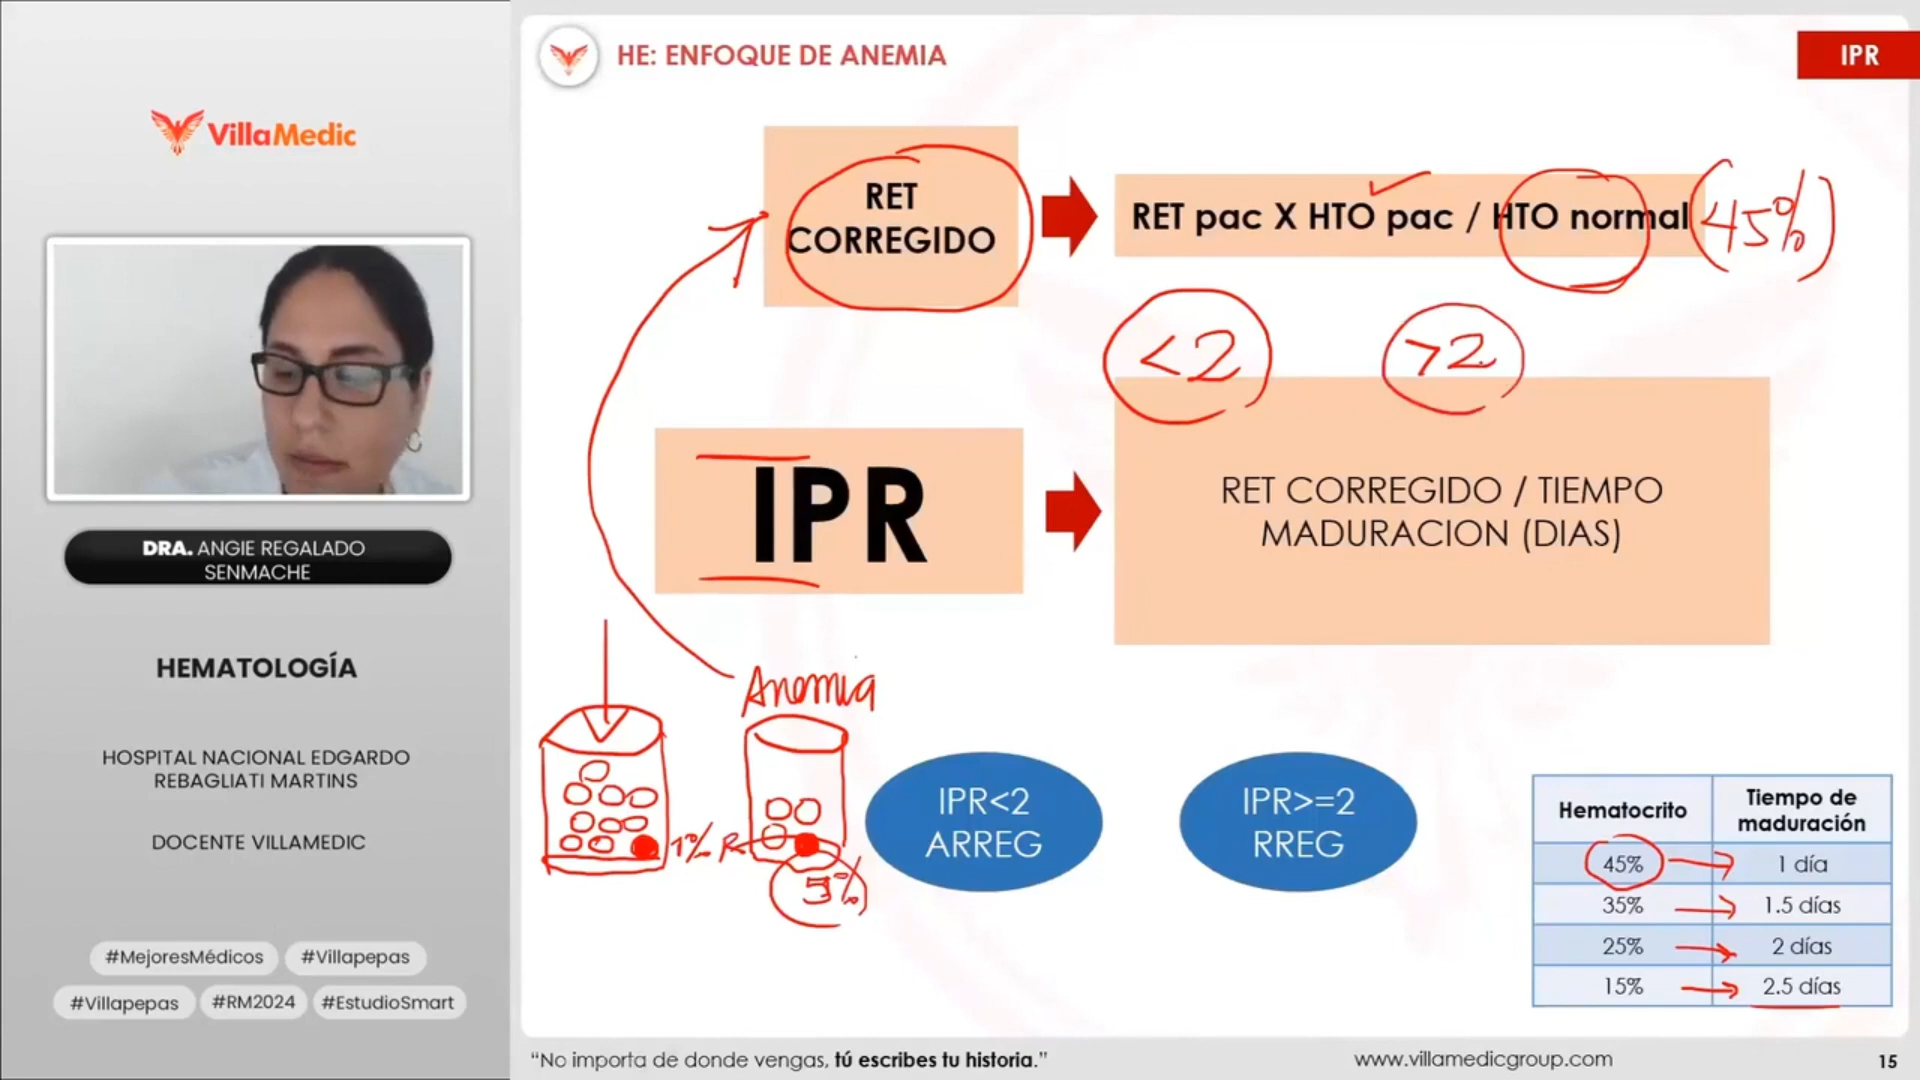 VillaMedic
DRA. ANGIE REGALADO
SENMACHE
HEMATOLOGÍA
HOSPITAL NACIONAL EDGARDO
REBAGLIATI MARTINS
DOCENTE VILLAMEDIC
#MejoresMédicos
#Villapepas
#Villapepas
#RM2024
#EstudioSmart
HE: ENFOQUE DE ANEMIA
IPR
RET
CORREGIDO
RET pac X HTO pac / HTO normal
(45%)
<2
>2
IPR
RET CORREGIDO / TIEMPO
MADURACION (DIAS)
Anemia
1% R
5%
IPR<2
ARREG
IPR>=2
RREG
Hematocrito Tiempo de
maduración
45% 1 día
35% 1.5 días
25% 2 días
15% 2.5 días
“No importa de donde vengas, tú escribes tu historia.”
www.villamedicgroup.com
15